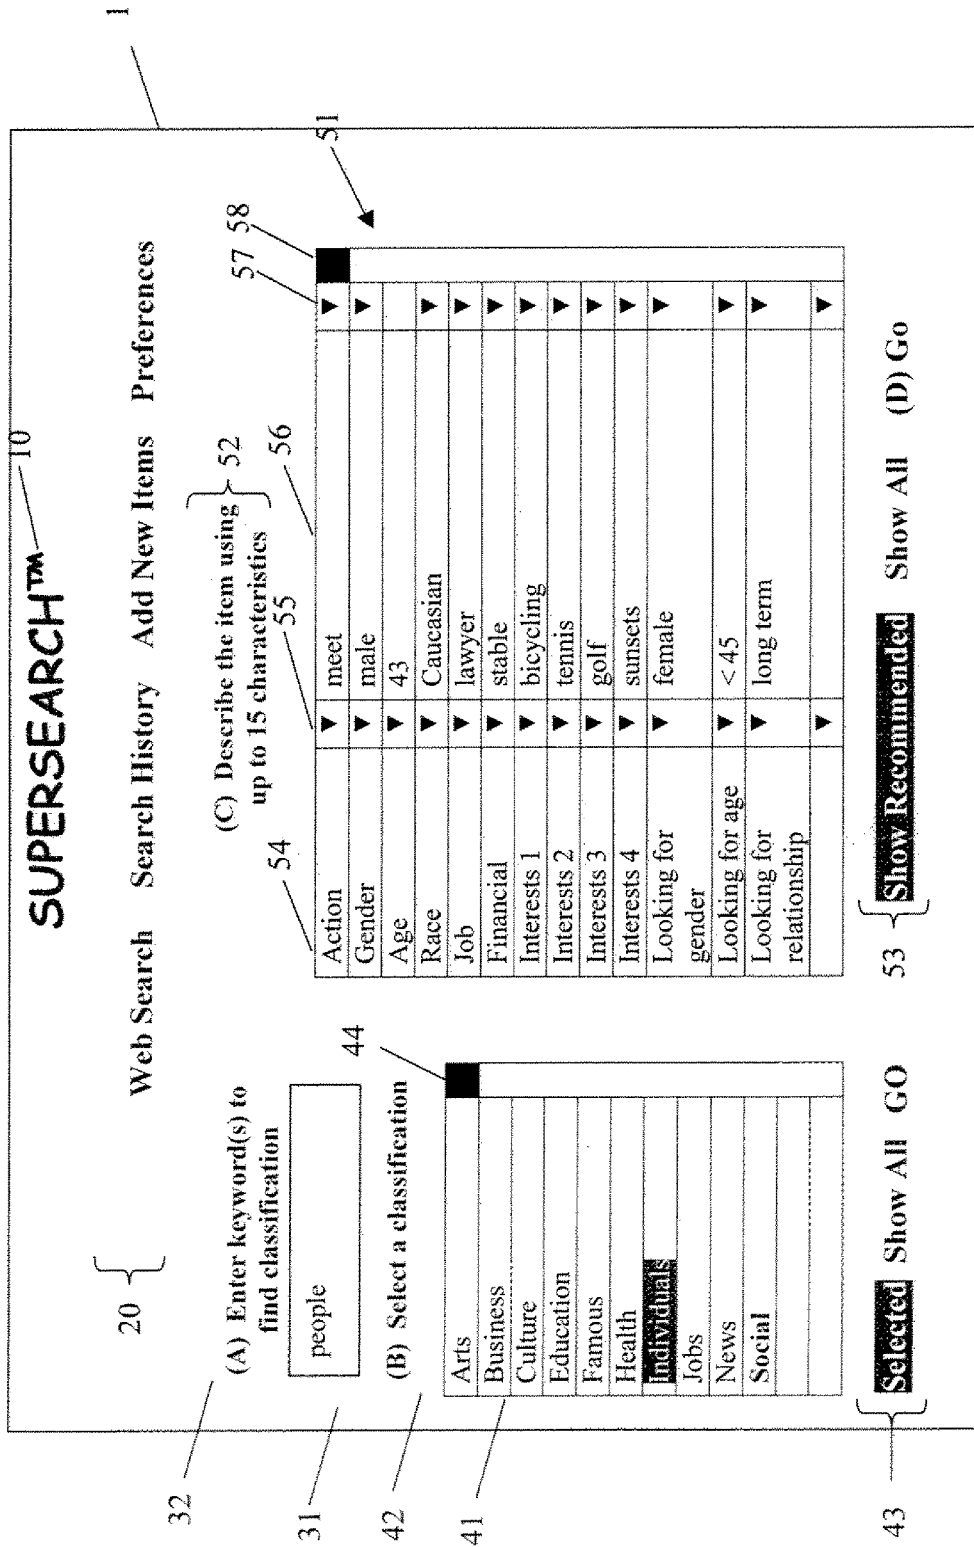 1
10
SUPERSEARCH™
20
Web Search Search History Add New Items Preferences
32
(A) Enter keyword(s) to
find classification
31
people
42
(B) Select a classification
44
41
Arts
Business
Culture
Education
Famous
Health
Individuals
Jobs
News
Social
43
Selected Show All GO
(C) Describe the item using
up to 15 characteristics
52
51
54
55
56
57
58
Action ▼ meet ▼
Gender ▼ male ▼
Age ▼ 43
Race ▼ Caucasian ▼
Job ▼ lawyer ▼
Financial ▼ stable ▼
Interests 1 ▼ bicycling ▼
Interests 2 ▼ tennis ▼
Interests 3 ▼ golf ▼
Interests 4 ▼ sunsets ▼
Looking for ▼ female ▼
gender
Looking for age ▼ <45 ▼
Looking for ▼ long term ▼
relationship
▼ ▼
53
Show Recommended Show All (D) Go